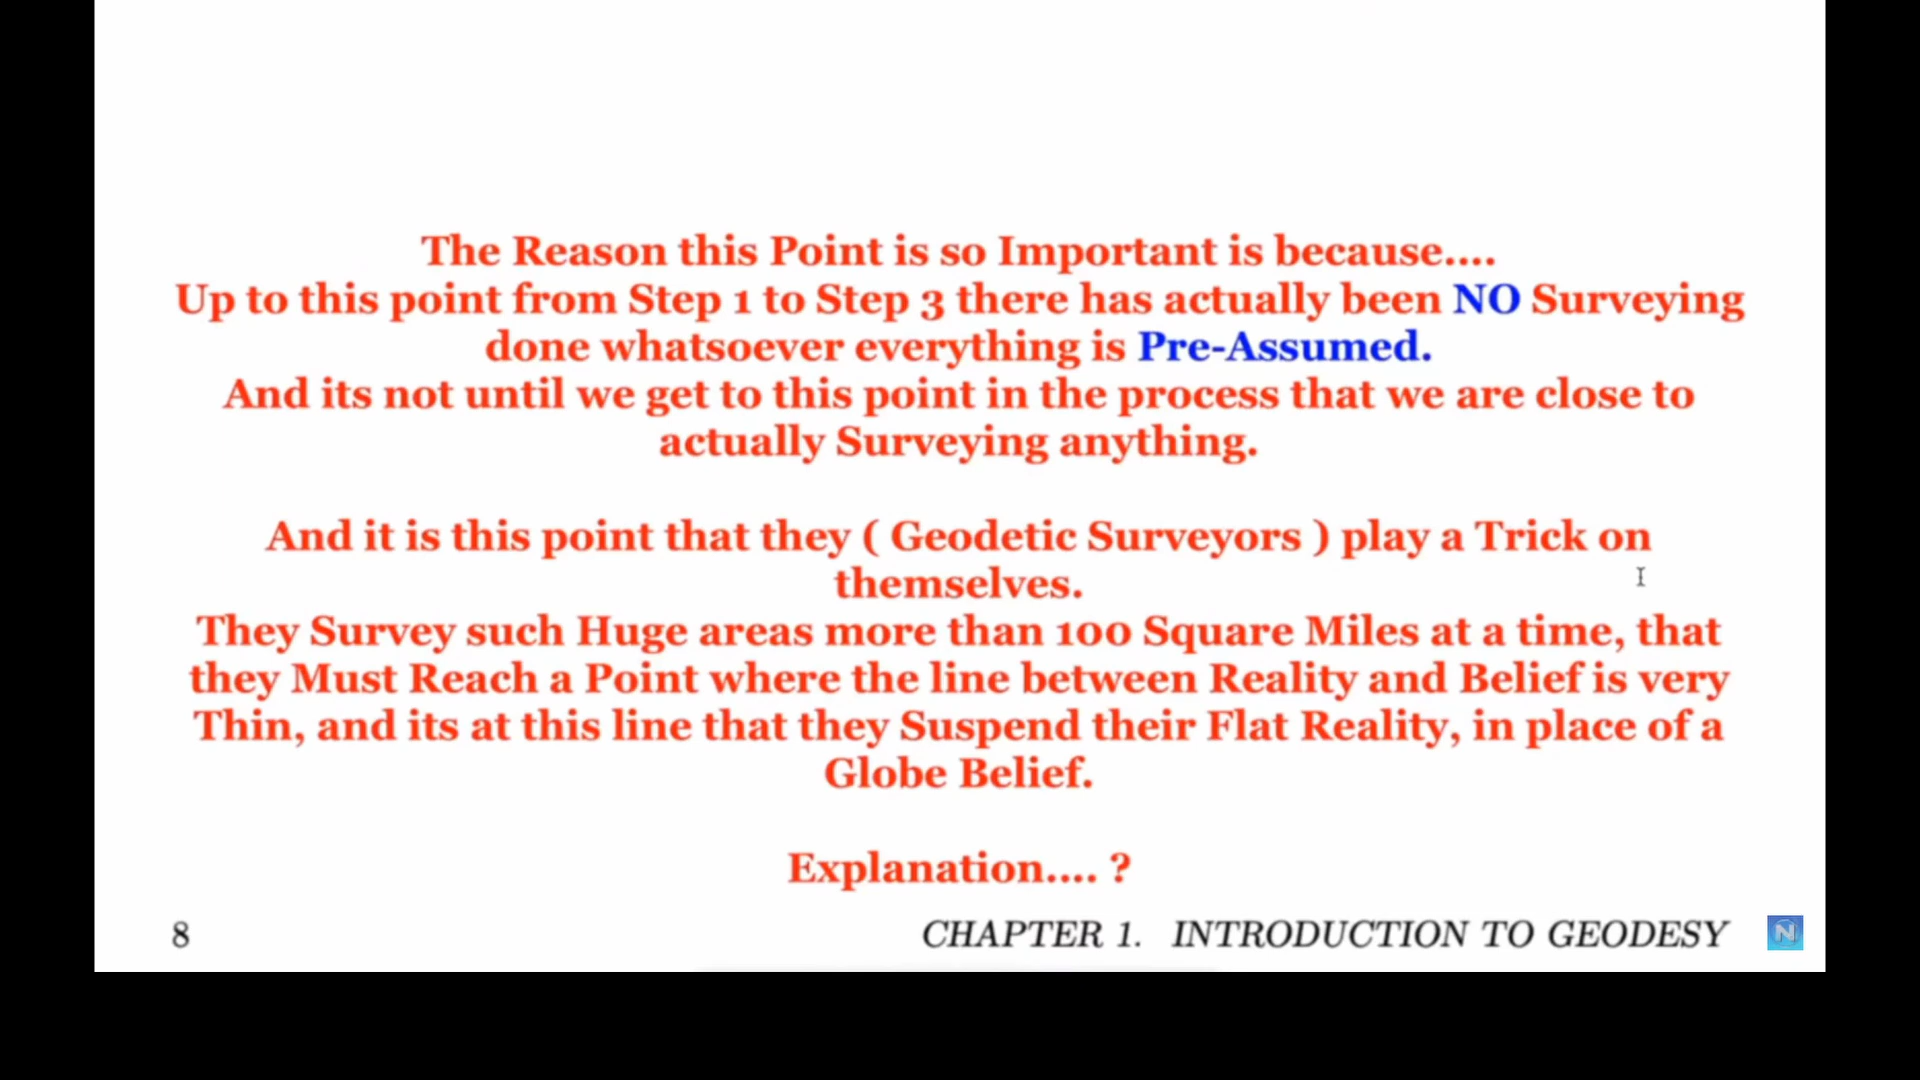 The Reason this Point is so Important is because....
Up to this point from Step 1 to Step 3 there has actually been NO Surveying
done whatsoever everything is Pre-Assumed.
And its not until we get to this point in the process that we are close to
actually Surveying anything.
And it is this point that they ( Geodetic Surveyors ) play a Trick on
themselves.
They Survey such Huge areas more than 100 Square Miles at a time, that
they Must Reach a Point where the line between Reality and Belief is very
Thin, and its at this line that they Suspend their Flat Reality, in place of a
Globe Belief.
Explanation.... ?
8 CHAPTER 1. INTRODUCTION TO GEODESY N